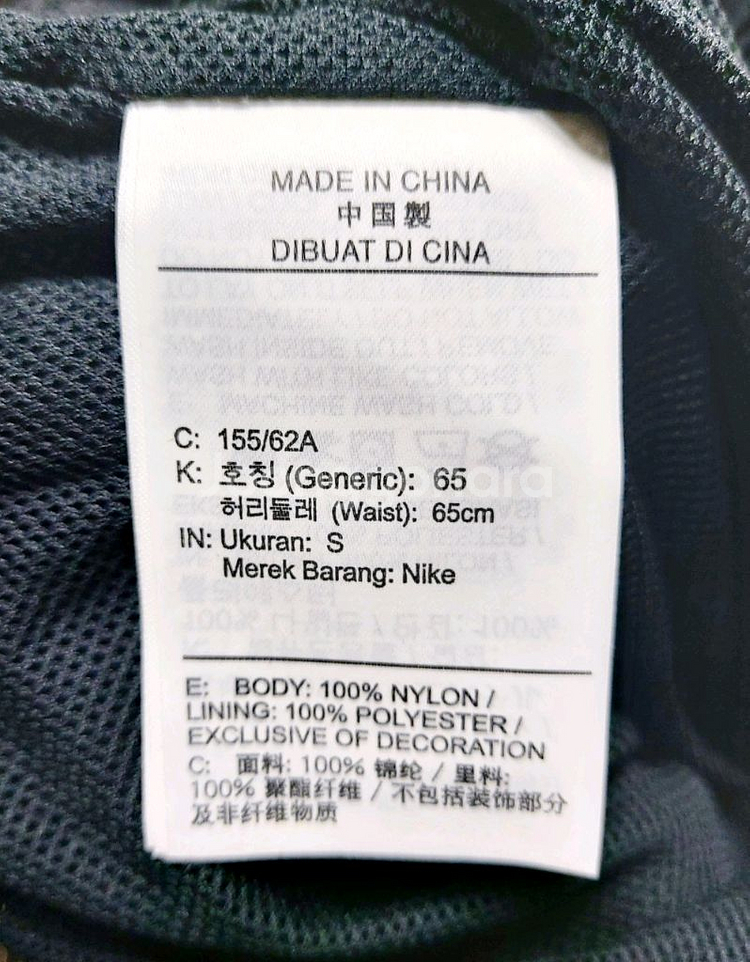 MADE IN CHINA
中国製
DIBUAT DI CINA
C: 155/62A
K: 호칭 (Generic): 65
허리둘레 (Waist): 65cm
IN: Ukuran: S
Merek Barang: Nike
E: BODY: 100% NYLON /
LINING: 100% POLYESTER /
EXCLUSIVE OF DECORATION
C: 面料: 100% 锦纶 / 里料:
100% 聚酯纤维 / 不包括装饰部分
及非纤维物质